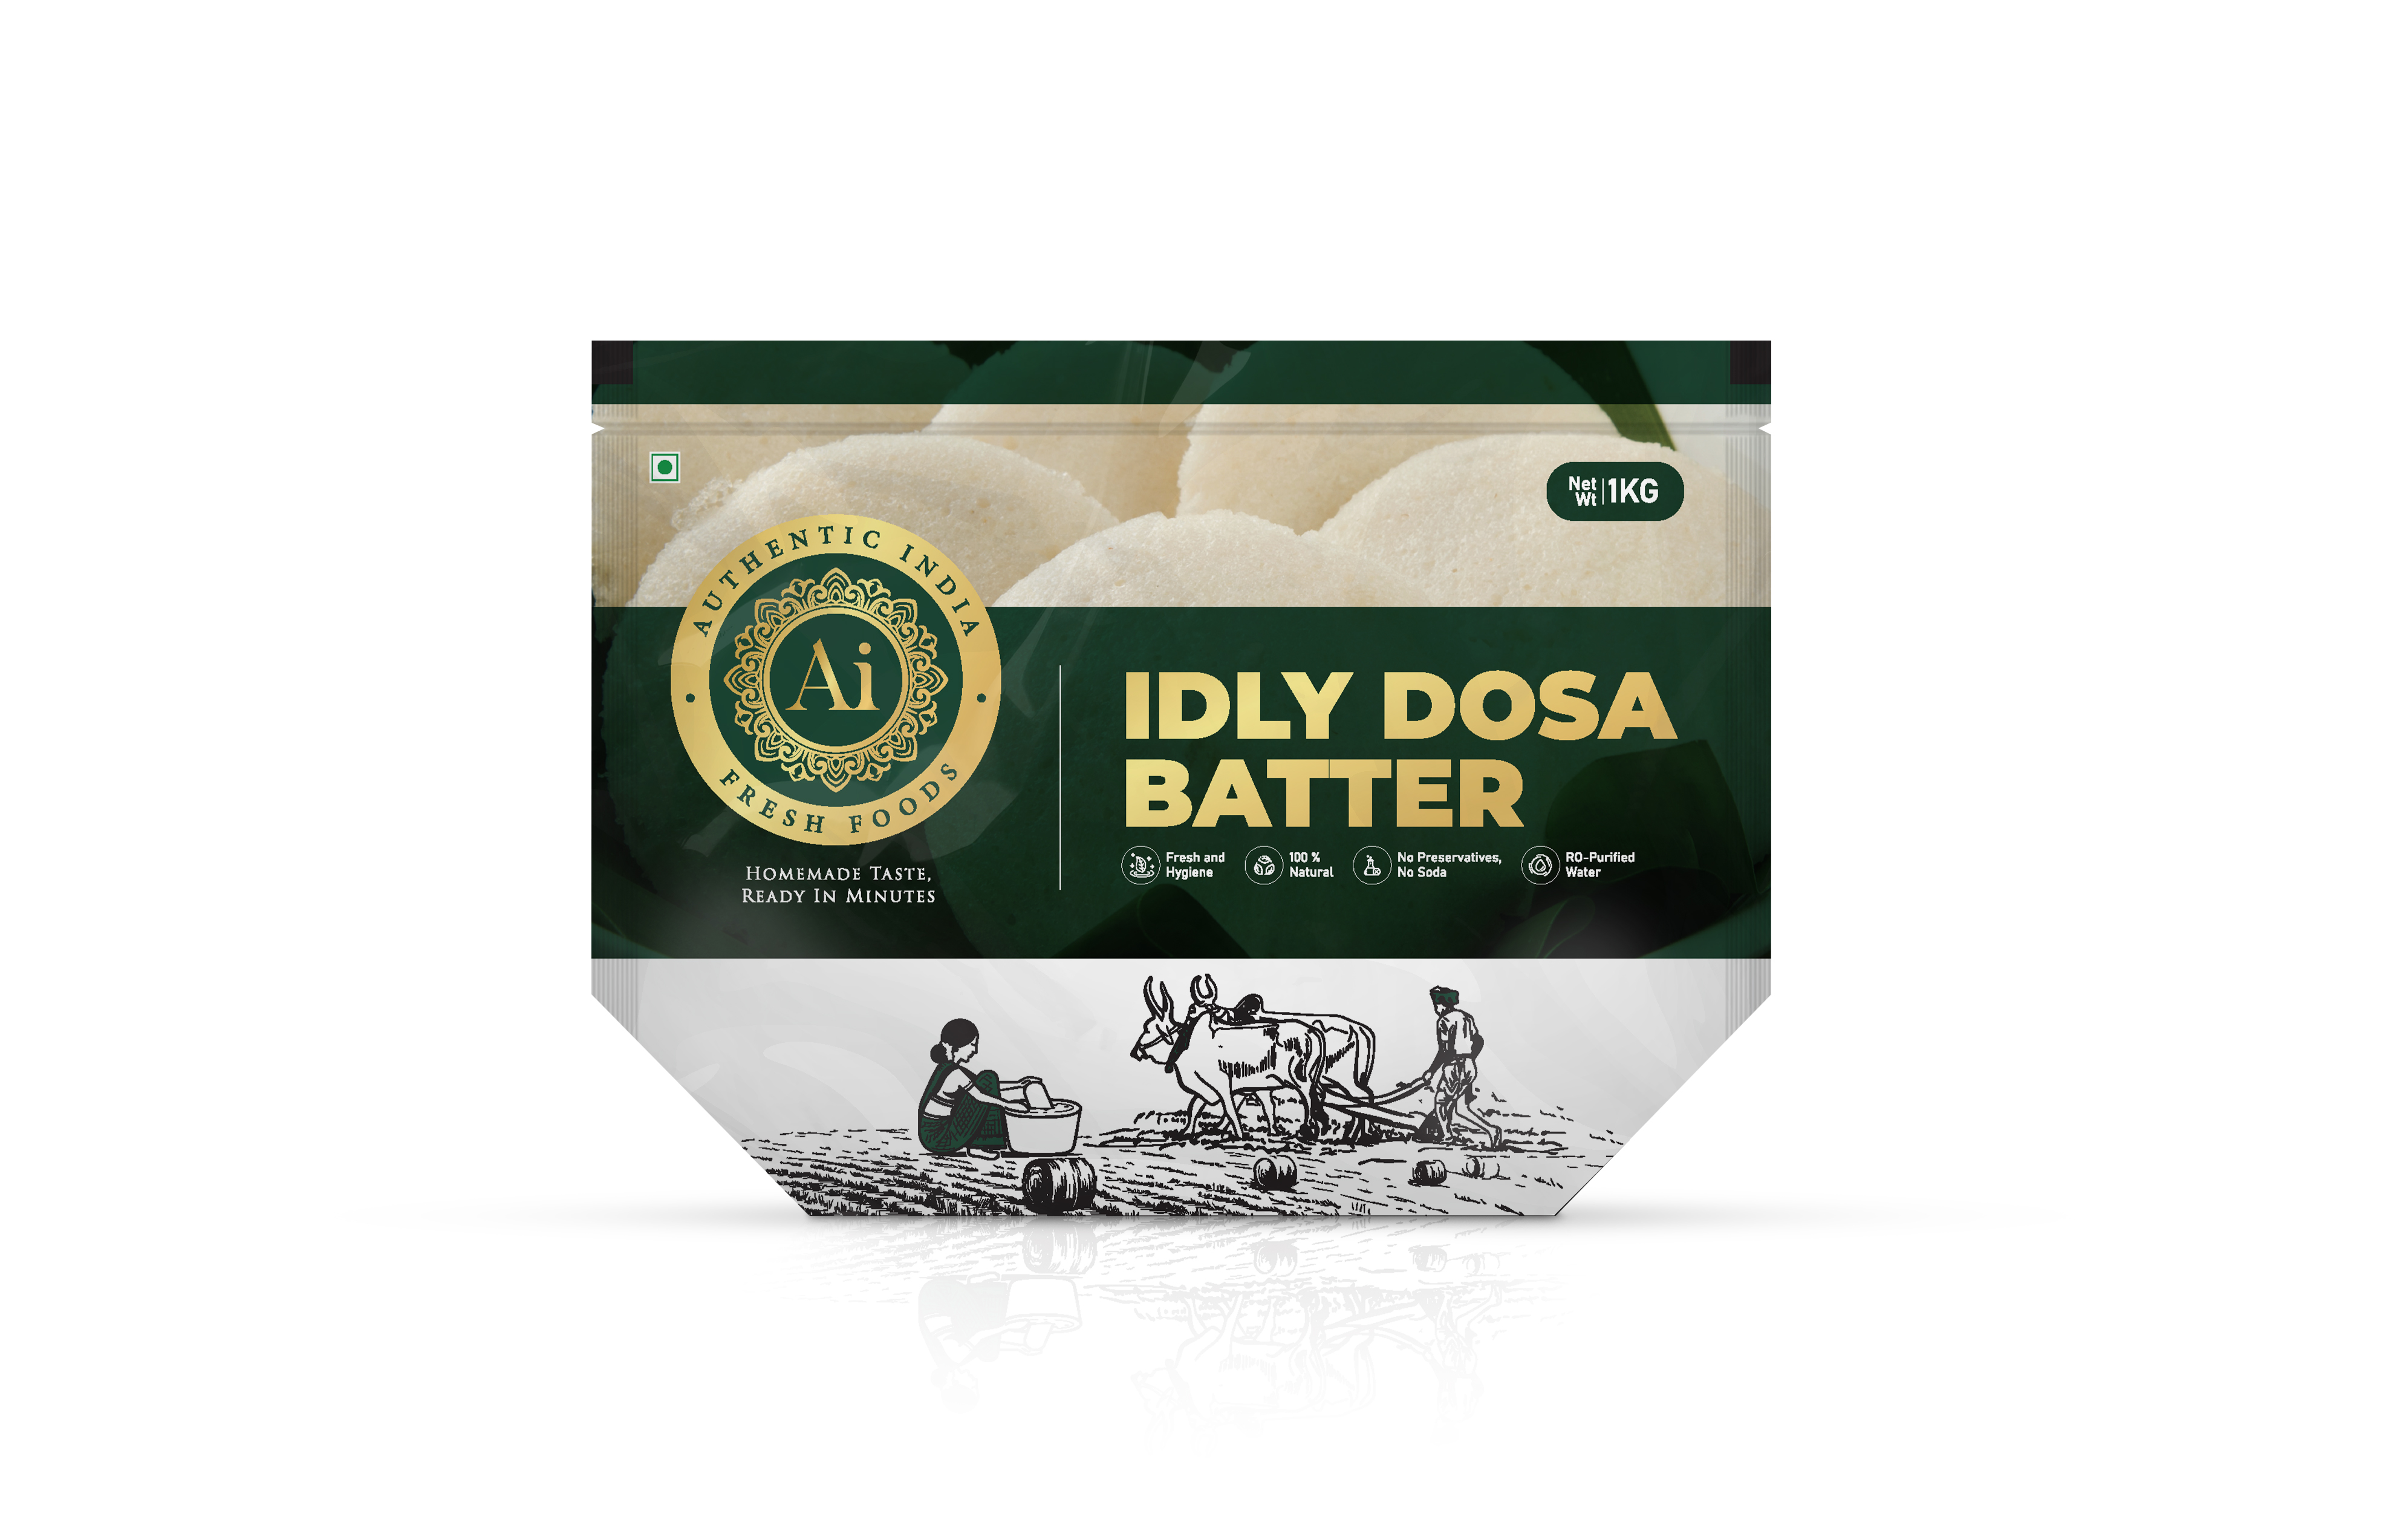 Net Wt | 1KG
AUTHENTIC INDIA
Ai
FRESH FOODS
HOMEMADE TASTE,
READY IN MINUTES
IDLY DOSA
BATTER
Fresh and
Hygiene
100 %
Natural
No Preservatives,
No Soda
RO-Purified
Water